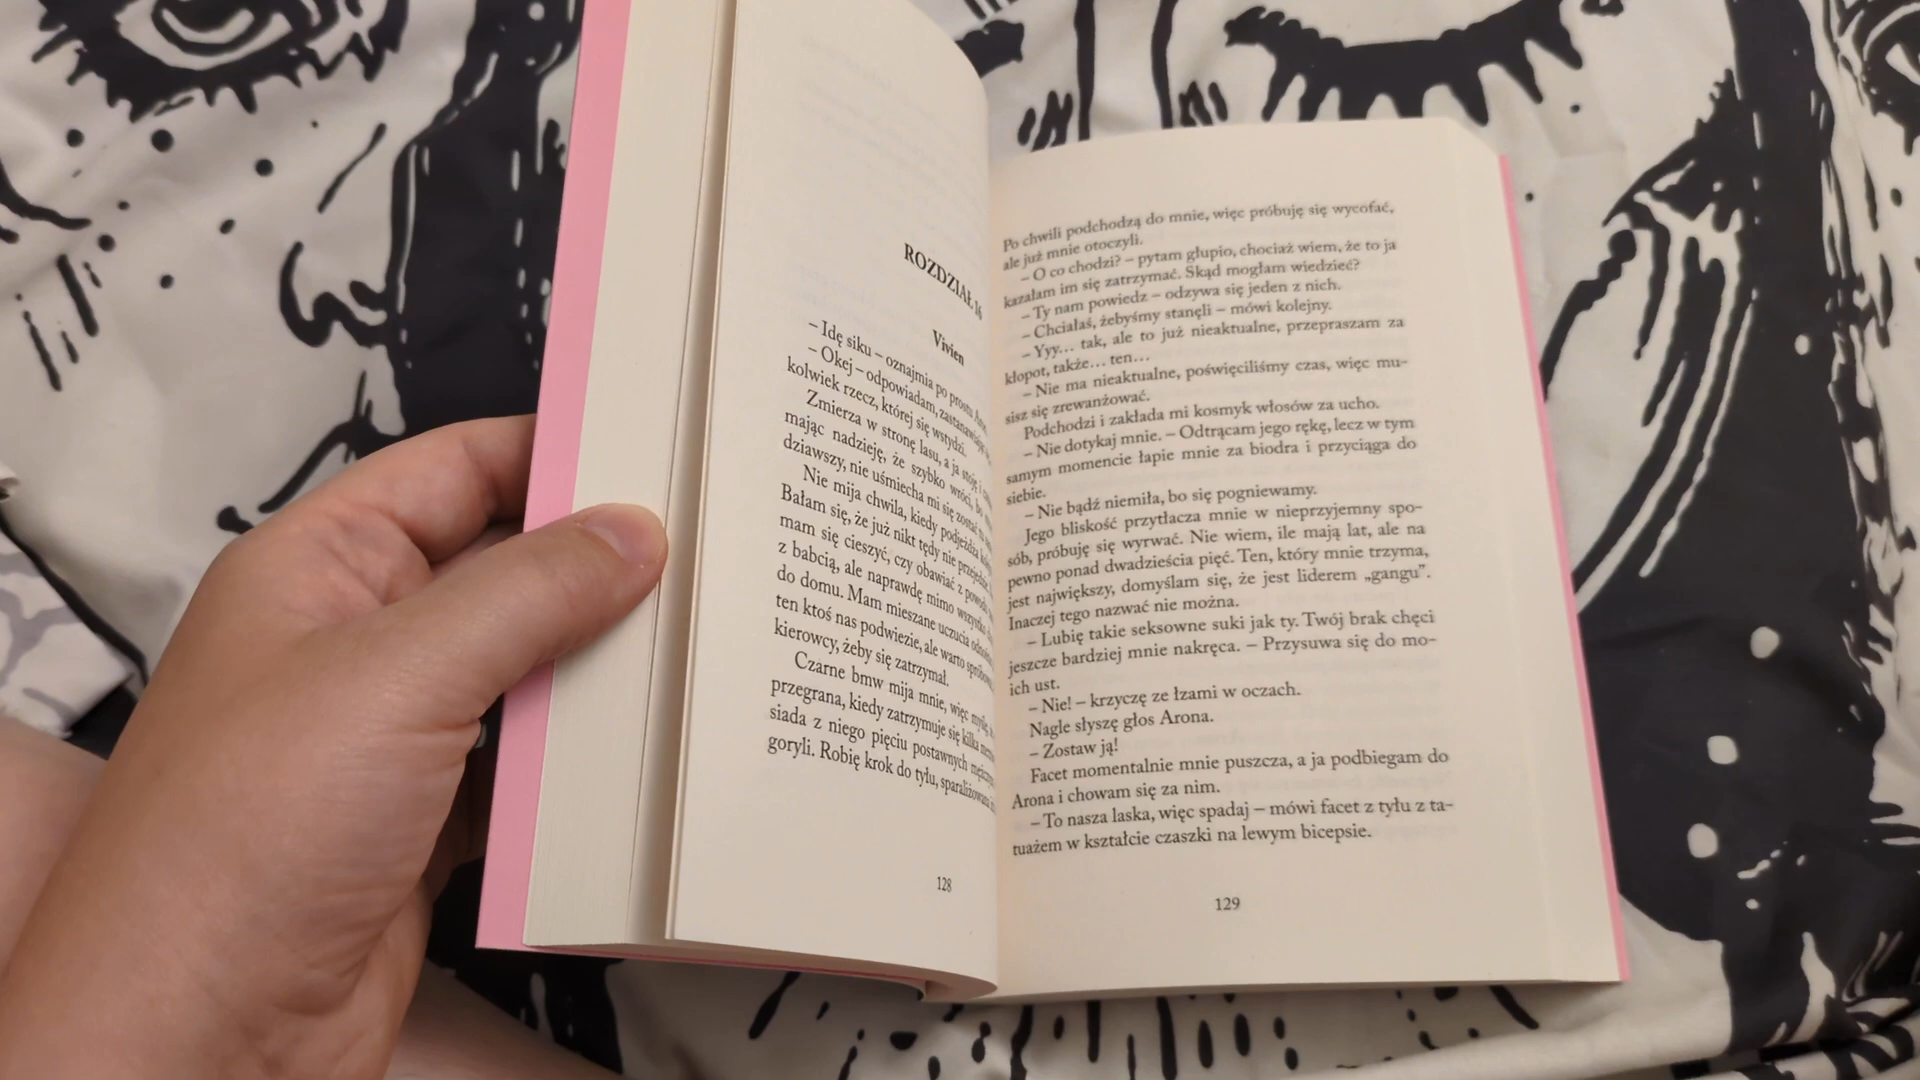 ROZDZIAŁ 16
Vivien
– Idę siku – oznajmia po prostu
– Okej – odpowiadam, zastanawiając
kolwiek rzecz, której się wstydzi.
Zmierza w stronę lasu, a ja stoję i
mając nadzieję, że szybko wróci, bo
dziawszy, nie uśmiecha mi się zostać
Nie mija chwila, kiedy podjeżdża
Bałam się, że już nikt tędy nie przejedzie
mam się cieszyć, czy obawiać z powodu
z babcią, ale naprawdę mimo wszystko
do domu. Mam mieszane uczucia
ten ktoś nas podwiezie, ale warto spróbować
kierowcy, żeby się zatrzymał.
Czarne bmw mija mnie, więc myślę,
przegrana, kiedy zatrzymuje się kilka
siada z niego pięciu postawnych
goryli. Robię krok do tyłu, sparaliżowana
128
Po chwili podchodzą do mnie, więc próbuję się wycofać,
ale już mnie otoczyli.
– O co chodzi? – pytam głupio, chociaż wiem, że to ja
kazałam im się zatrzymać. Skąd mogłam wiedzieć?
– Ty nam powiedz – odzywa się jeden z nich.
– Chciałaś, żebyśmy stanęli – mówi kolejny.
– Yyy… tak, ale to już nieaktualne, przepraszam za
kłopot, także… ten…
– Nie ma nieaktualne, poświęciliśmy czas, więc mu-
sisz się zrewanżować.
Podchodzi i zakłada mi kosmyk włosów za ucho.
– Nie dotykaj mnie. – Odtrącam jego rękę, lecz w tym
samym momencie łapie mnie za biodra i przyciąga do
siebie.
– Nie bądź niemiła, bo się pogniewamy.
Jego bliskość przytłacza mnie w nieprzyjemny spo-
sób, próbuję się wyrwać. Nie wiem, ile mają lat, ale na
pewno ponad dwadzieścia pięć. Ten, który mnie trzyma,
jest największy, domyślam się, że jest liderem „gangu”.
Inaczej tego nazwać nie można.
– Lubię takie seksowne suki jak ty. Twój brak chęci
jeszcze bardziej mnie nakręca. – Przysuwa się do mo-
ich ust.
– Nie! – krzyczę ze łzami w oczach.
Nagle słyszę głos Arona.
– Zostaw ją!
Facet momentalnie mnie puszcza, a ja podbiegam do
Arona i chowam się za nim.
– To nasza laska, więc spadaj – mówi facet z tyłu z ta-
tuażem w kształcie czaszki na lewym bicepsie.
129